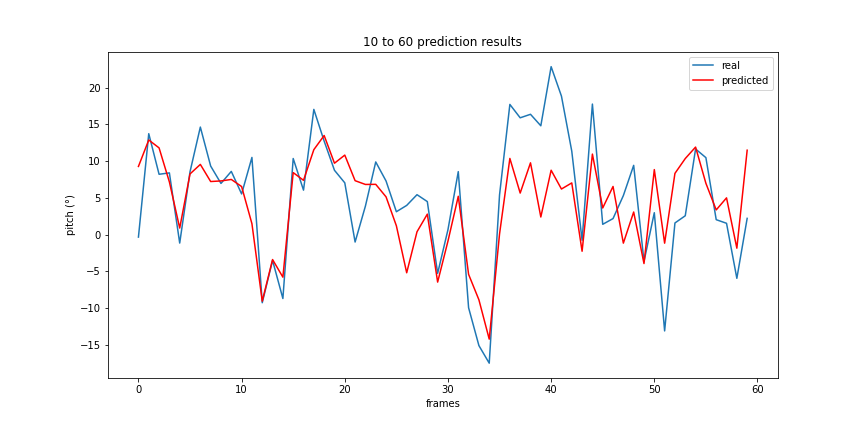 10 to 60 prediction results
real
predicted
pitch (°)
20
15
10
5
0
−5
−10
−15
0 10 20 30 40 50 60
frames